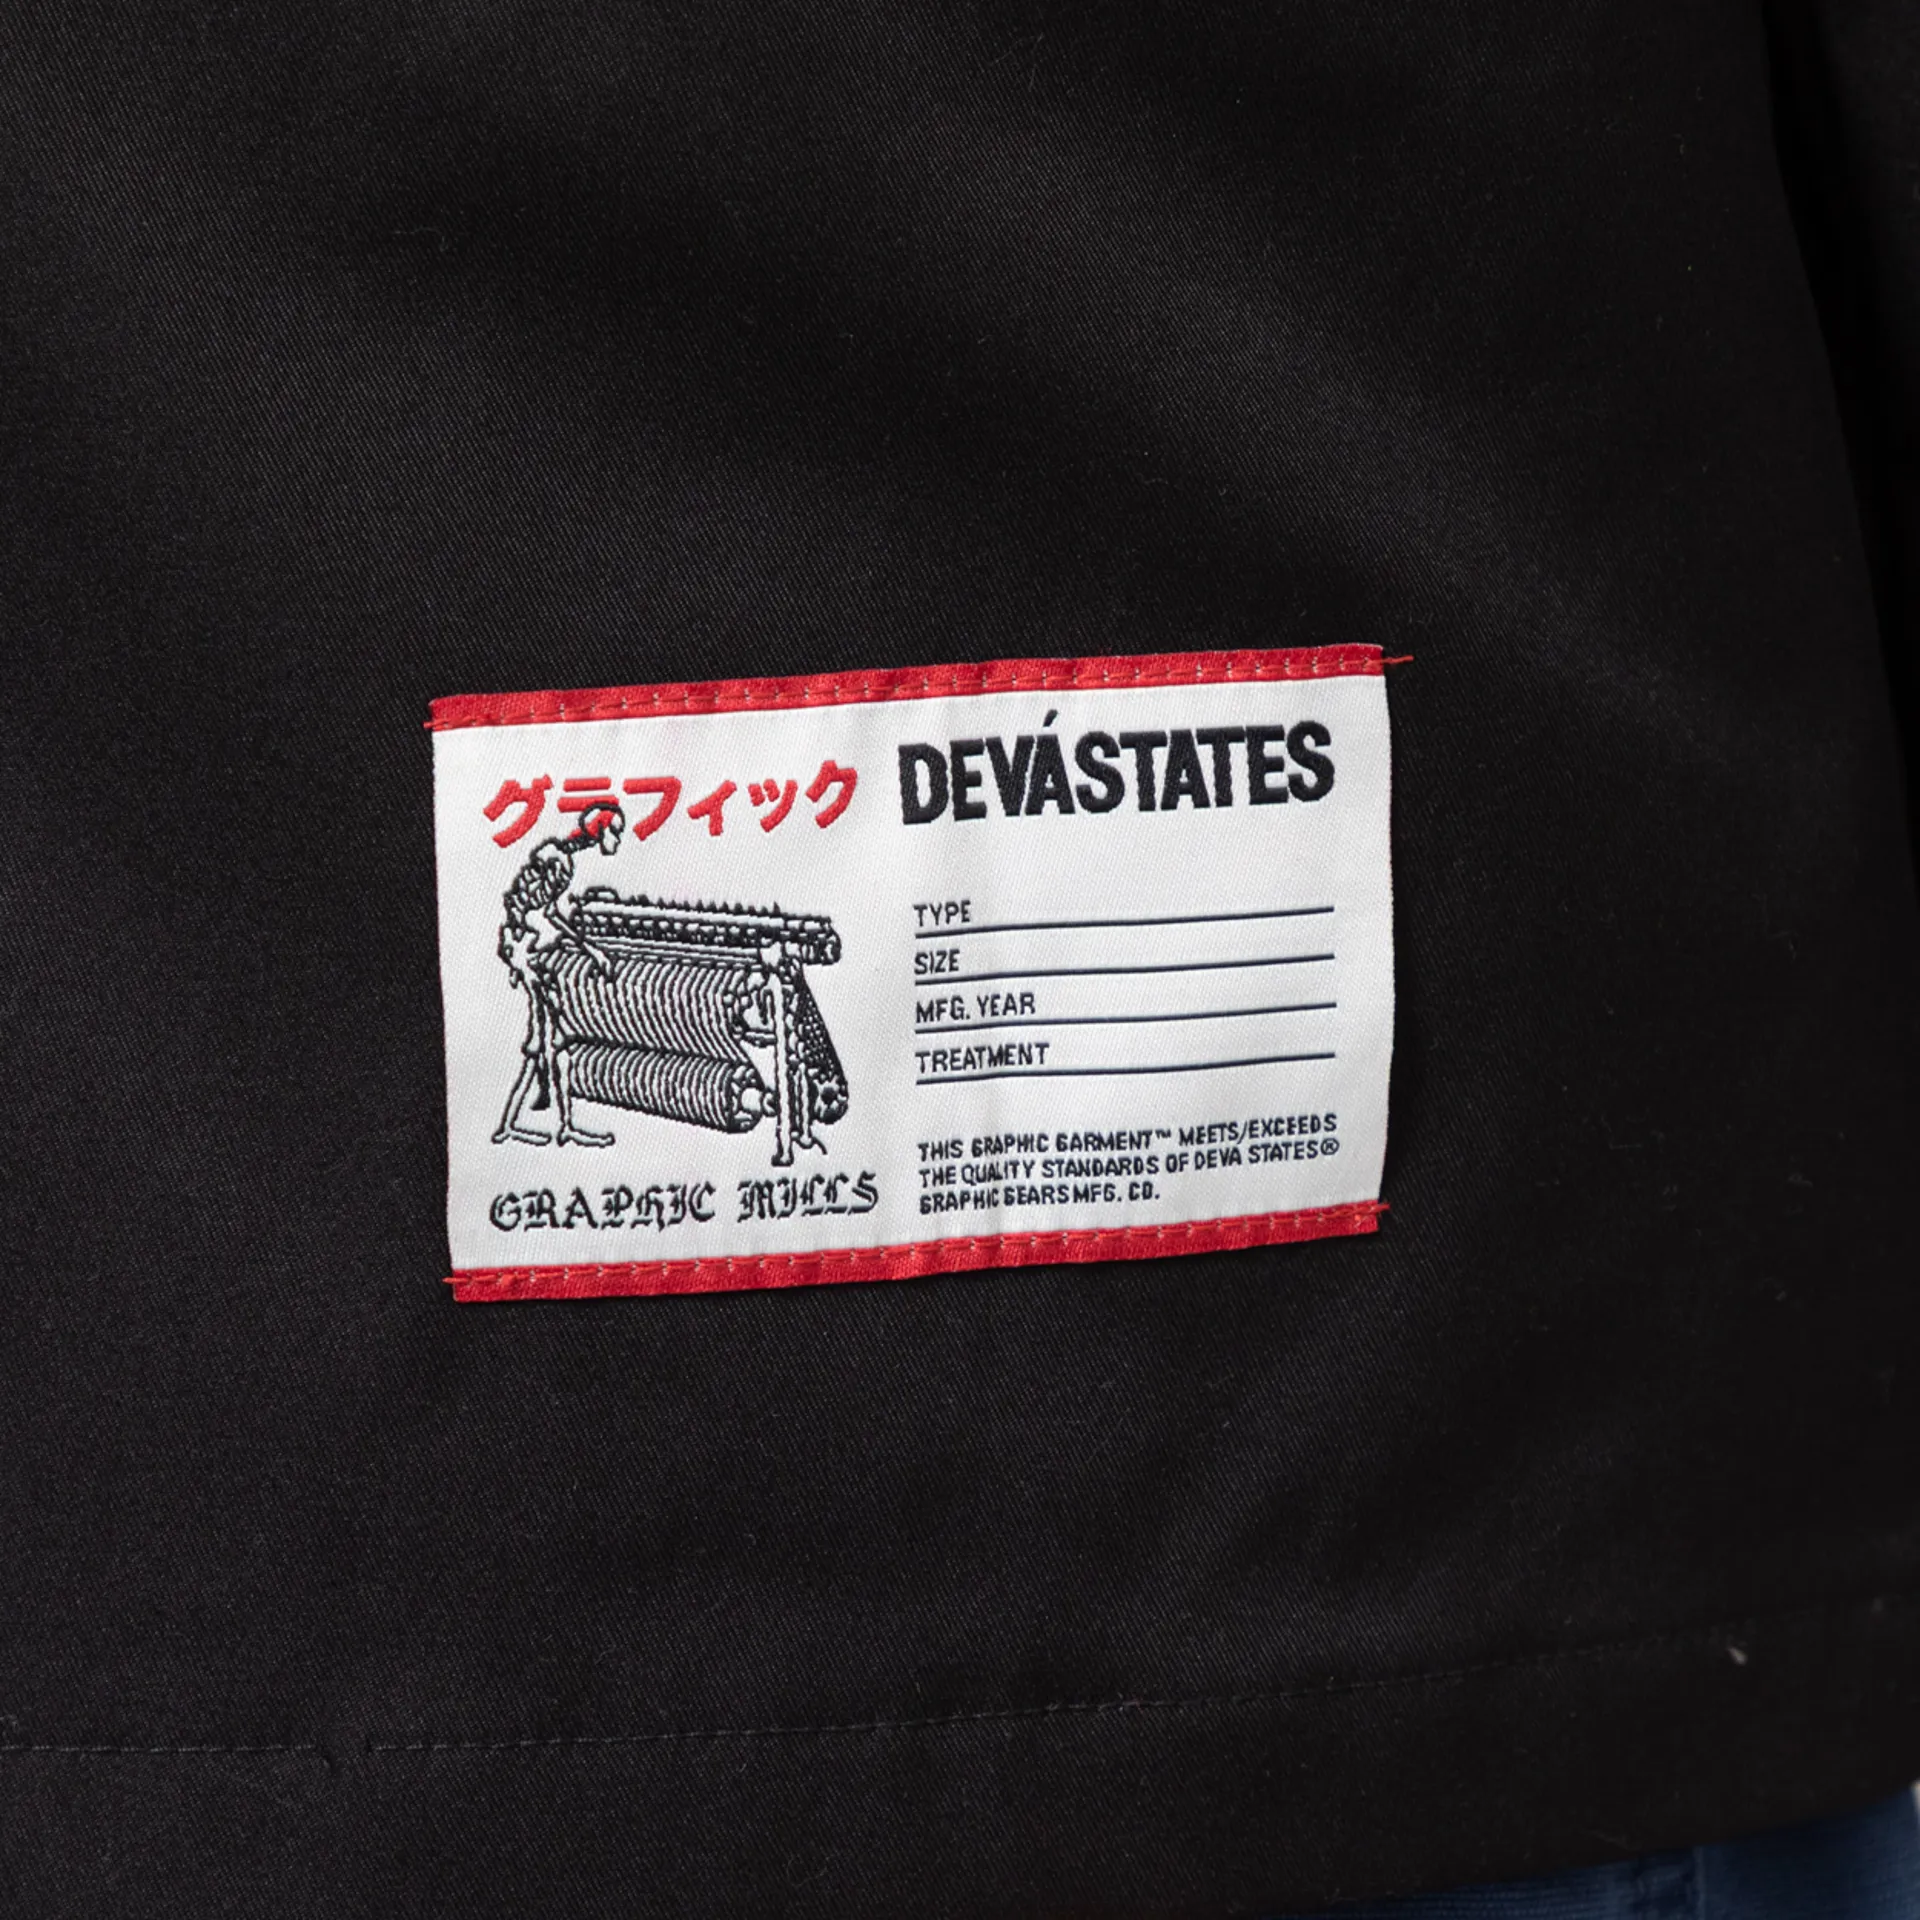 グラフィック
GRAPHIC MILLS
DEVÁSTATES
TYPE
SIZE
MFG. YEAR
TREATMENT
THIS GRAPHIC GARMENT™ MEETS/EXCEEDS
THE QUALITY STANDARDS OF DEVA STATES®
GRAPHIC GEARS MFG. CO.